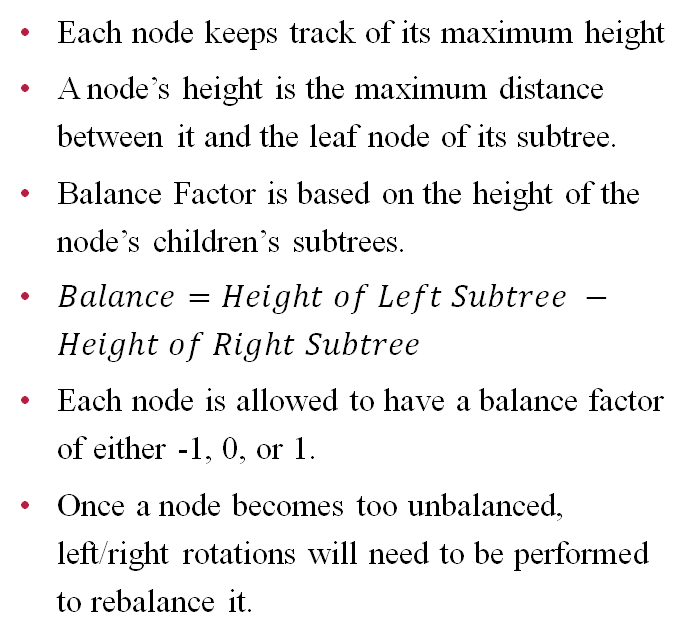 • Each node keeps track of its maximum height
• A node’s height is the maximum distance
between it and the leaf node of its subtree.
• Balance Factor is based on the height of the
node’s children’s subtrees.
• Balance = Height of Left Subtree −
Height of Right Subtree
• Each node is allowed to have a balance factor
of either -1, 0, or 1.
• Once a node becomes too unbalanced,
left/right rotations will need to be performed
to rebalance it.